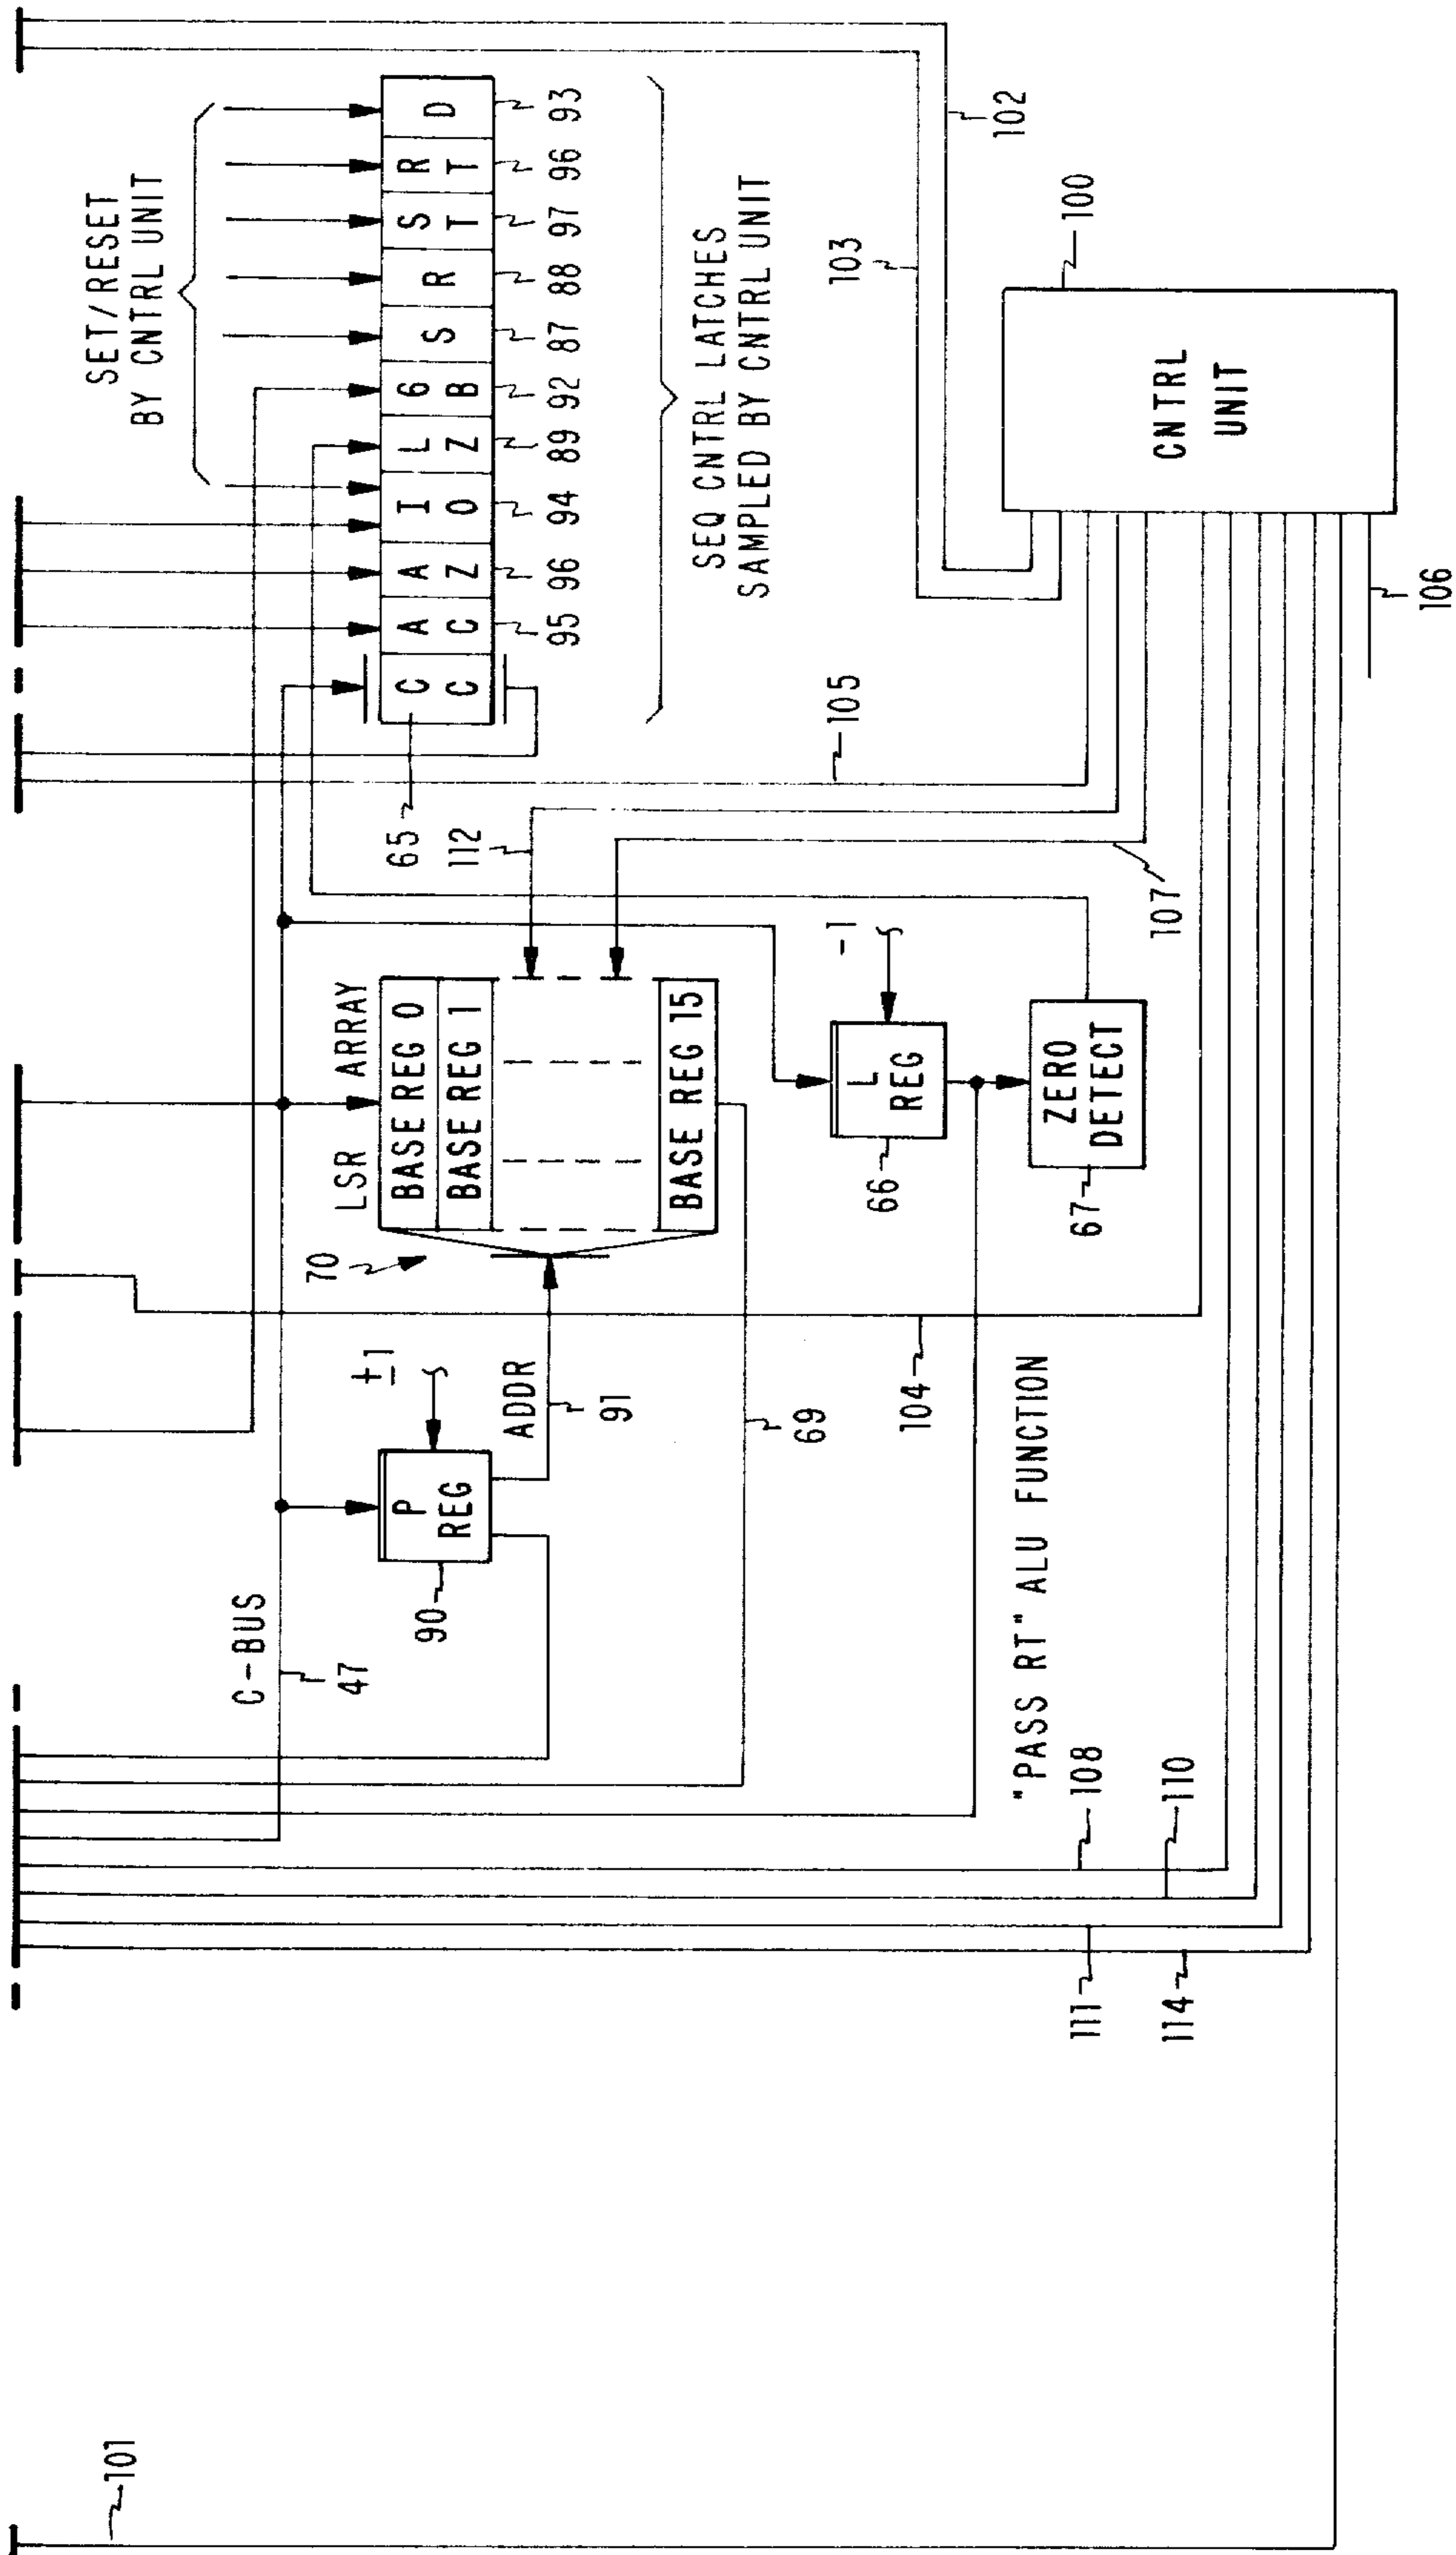 101
C-BUS
47
±1
P
REG
90
ADDR
91
70
LSR ARRAY
BASE REG 0
BASE REG 1
BASE REG 15
69
SET/RESET
BY CNTRL UNIT
C C
A C
A Z
I O
L Z
6 B
S
R
S T
R T
D
65
95
96
94
89
92
87
88
97
96
93
SEQ CNTRL LATCHES
SAMPLED BY CNTRL UNIT
112
105
103
102
-1
L
REG
66
ZERO
DETECT
67
107
104
"PASS RT" ALU FUNCTION
108
110
111
114
CNTRL
UNIT
100
106